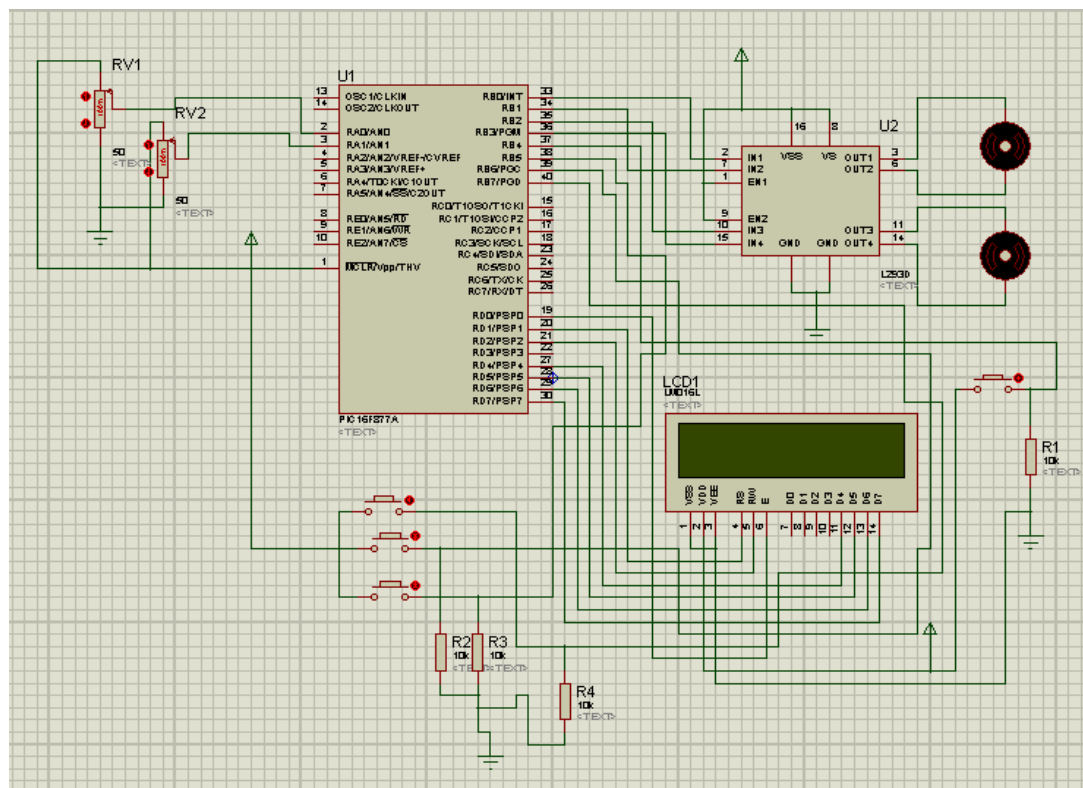 RV1
50
<TEXT>
RV2
50
<TEXT>
U1
13 OSC1/CLKIN
14 OSC2/CLKOUT
2 RA0/AN0
3 RA1/AN1
4 RA2/AN2/VREF-/CVREF
5 RA3/AN3/VREF+
6 RA4/T0CKI/C1OUT
7 RA5/AN4/SS/C2OUT
8 RE0/AN5/RD
9 RE1/AN6/WR
10 RE2/AN7/CS
1 MCLR/Vpp/THV
RB0/INT 33
RB1 34
RB2 35
RB3/PGM 36
RB4 37
RB5 38
RB6/PGC 39
RB7/PGD 40
RC0/T1OSO/T1CKI 15
RC1/T1OSI/CCP2 16
RC2/CCP1 17
RC3/SCK/SCL 18
RC4/SDI/SDA 23
RC5/SDO 24
RC6/TX/CK 25
RC7/RX/DT 26
RD0/PSP0 19
RD1/PSP1 20
RD2/PSP2 21
RD3/PSP3 22
RD4/PSP4 27
RD5/PSP5 28
RD6/PSP6 29
RD7/PSP7 30
PIC16F877A
<TEXT>
16 8
U2
2 IN1 VSS VS OUT1 3
7 IN2 OUT2 6
1 EN1
9 EN2
10 IN3 OUT3 11
15 IN4 GND GND OUT4 14
L293D
<TEXT>
LCD1
LM016L
<TEXT>
VSS VDD VEE RS RW E D0 D1 D2 D3 D4 D5 D6 D7
1 2 3 4 5 6 7 8 9 10 11 12 13 14
R1
10k
<TEXT>
R2
10k
<TEXT>
R3
10k
<TEXT>
R4
10k
<TEXT>